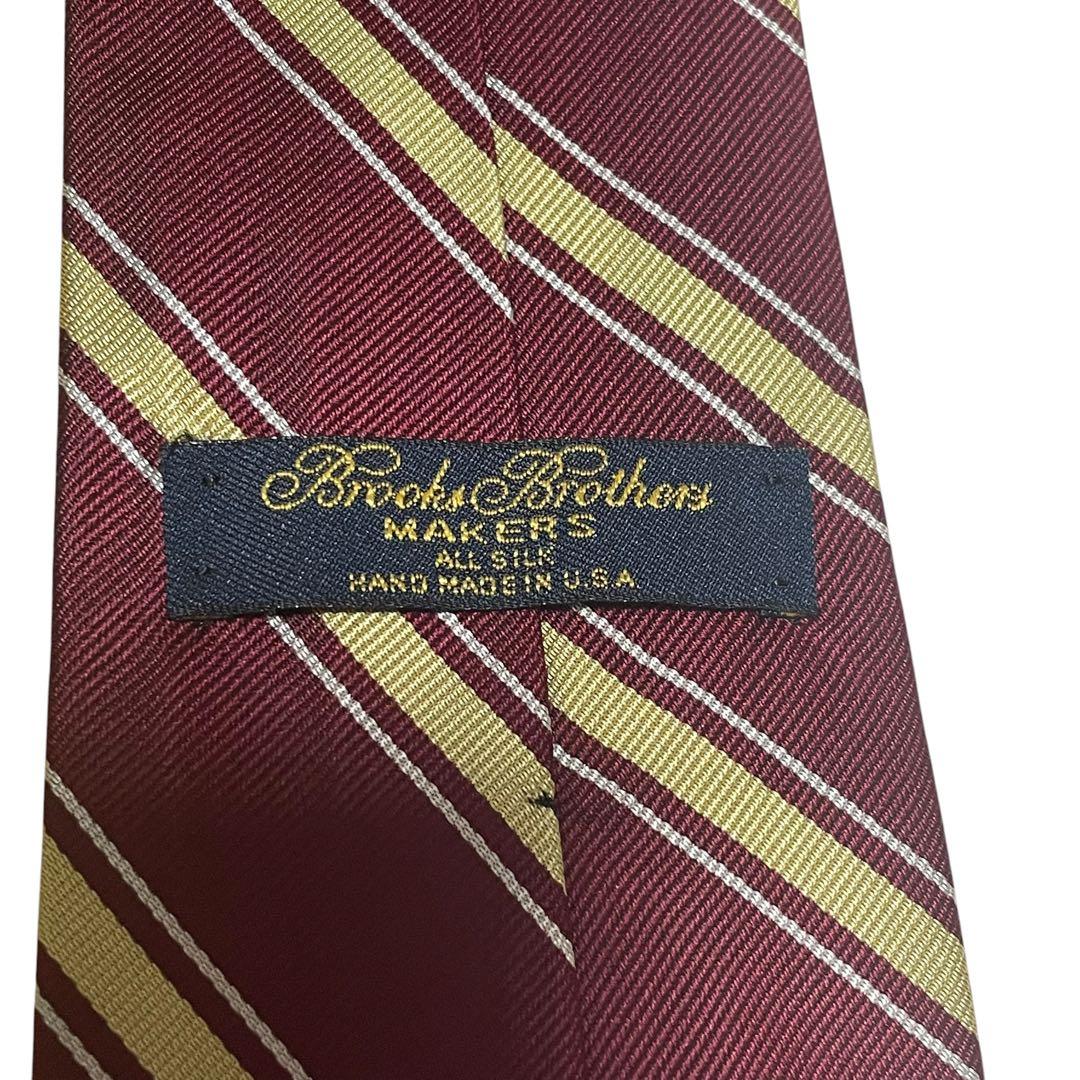 Brooks Brothers
MAKERS
ALL SILK
HAND MADE IN U.S.A.